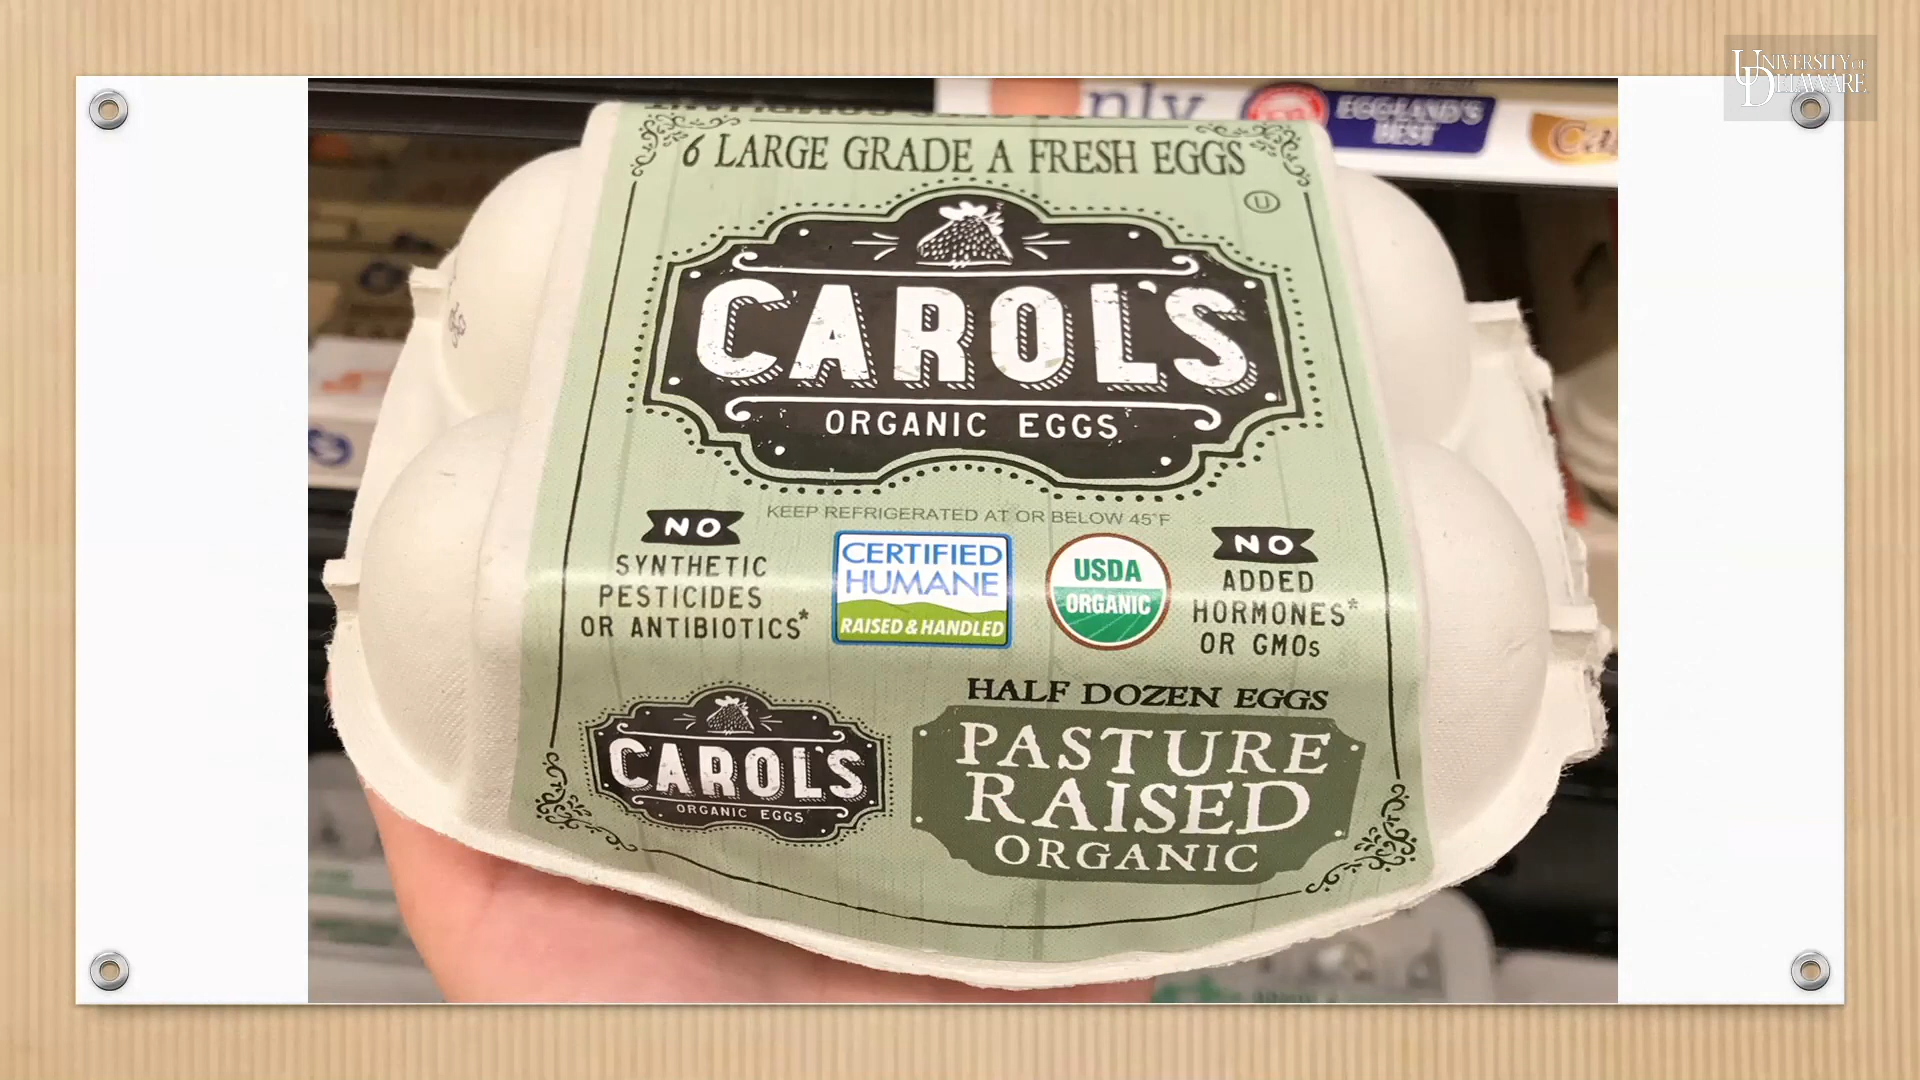 UNIVERSITY OF
DELAWARE
nly
EGGLAND'S
BEST
6 LARGE GRADE A FRESH EGGS
U
CAROL'S
ORGANIC EGGS
KEEP REFRIGERATED AT OR BELOW 45°F
NO
SYNTHETIC
PESTICIDES
OR ANTIBIOTICS*
CERTIFIED
HUMANE
RAISED & HANDLED
USDA
ORGANIC
NO
ADDED
HORMONES*
OR GMOs
CAROL'S
ORGANIC EGGS
HALF DOZEN EGGS
PASTURE
RAISED
ORGANIC